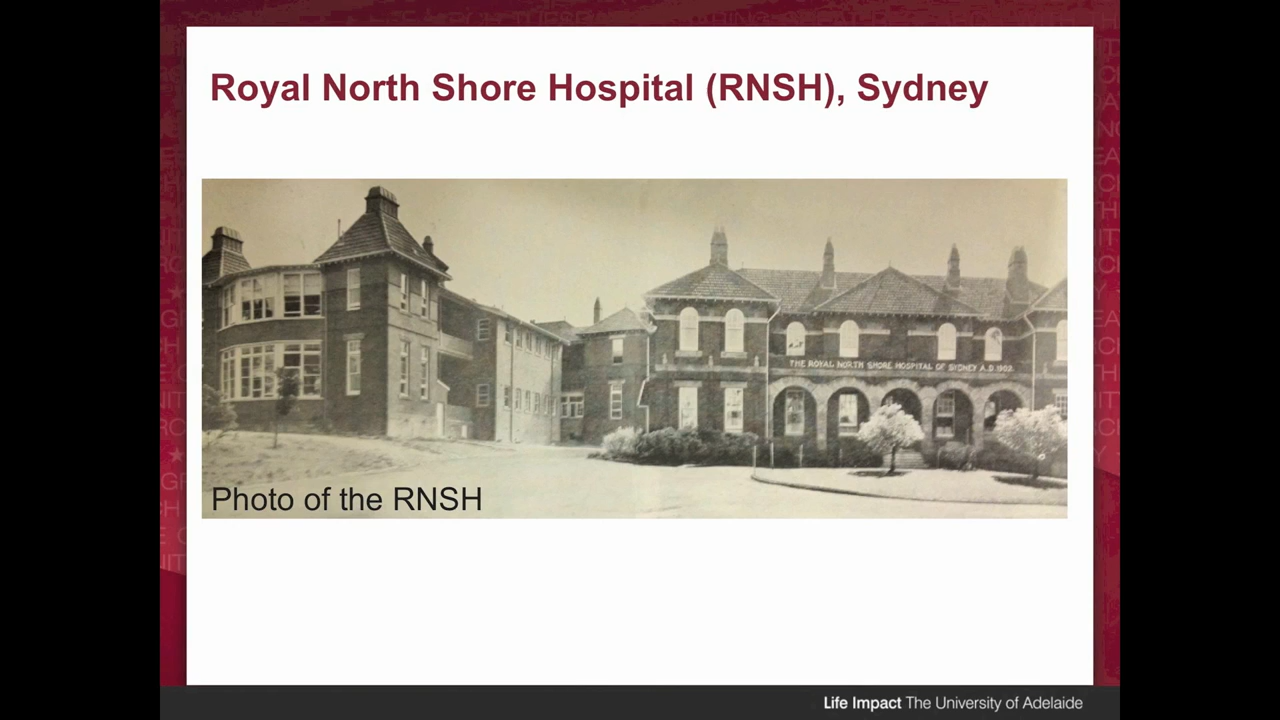 Royal North Shore Hospital (RNSH), Sydney
THE ROYAL NORTH SHORE HOSPITAL OF SYDNEY A.D. 1902.
Photo of the RNSH
Life Impact The University of Adelaide